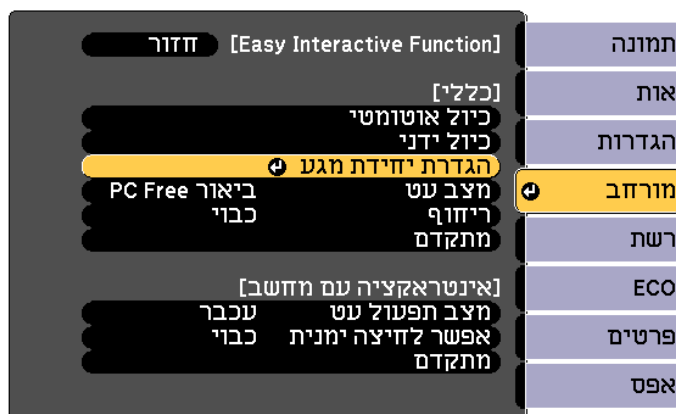 [Easy Interactive Function] חזור
[כללי]
כיול אוטומטי
כיול ידני
הגדרת יחידת מגע
מצב עט ביאור PC Free
ריחוף כבוי
מתקדם
[אינטראקציה עם מחשב]
מצב תפעול עט עכבר
אפשר לחיצה ימנית כבוי
מתקדם
תמונה
אות
הגדרות
מורחב
רשת
ECO
פרטים
אפס